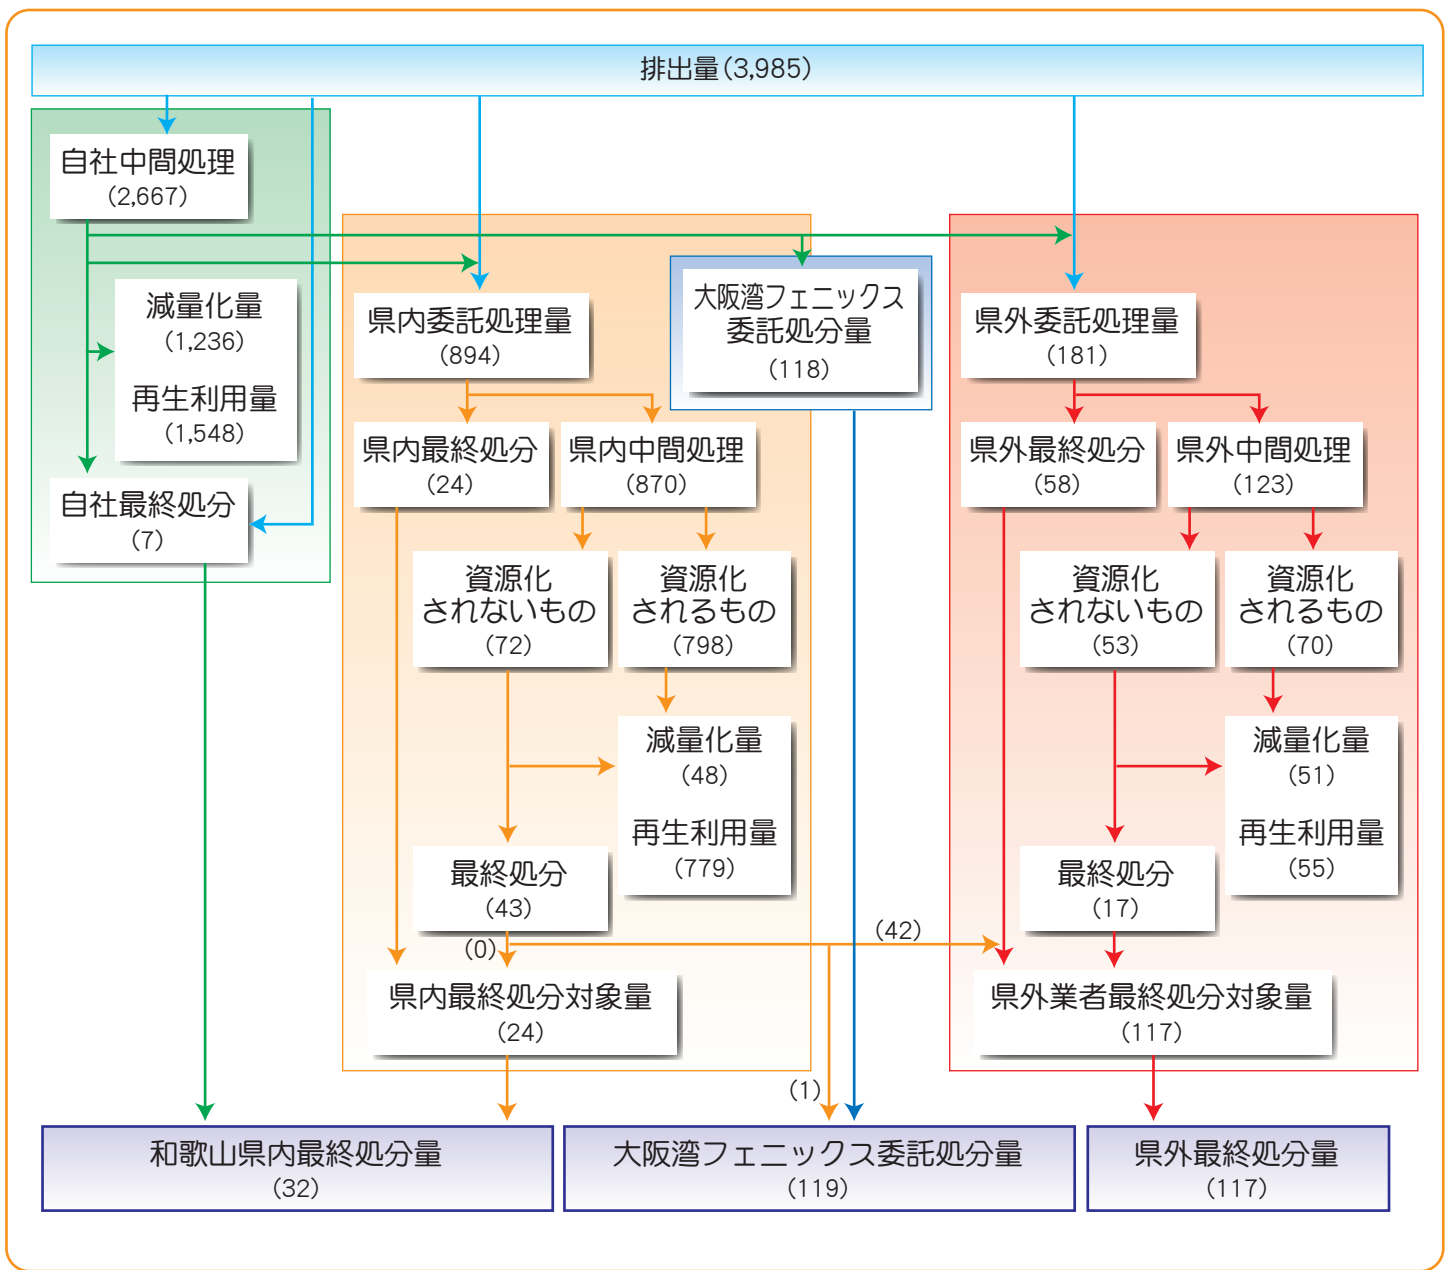 排出量(3,985)
自社中間処理
(2,667)
減量化量
(1,236)
再生利用量
(1,548)
自社最終処分
(7)
県内委託処理量
(894)
大阪湾フェニックス
委託処分量
(118)
県外委託処理量
(181)
県内最終処分
(24)
県内中間処理
(870)
県外最終処分
(58)
県外中間処理
(123)
資源化
されないもの
(72)
資源化
されるもの
(798)
資源化
されないもの
(53)
資源化
されるもの
(70)
減量化量
(48)
再生利用量
(779)
減量化量
(51)
再生利用量
(55)
最終処分
(43)
最終処分
(17)
(0)
(42)
県内最終処分対象量
(24)
県外業者最終処分対象量
(117)
(1)
和歌山県内最終処分量
(32)
大阪湾フェニックス委託処分量
(119)
県外最終処分量
(117)